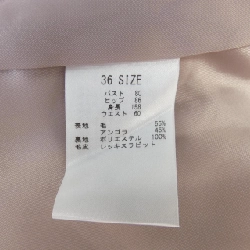 36 SIZE
バスト 80
ヒップ 86
身長 158
ウエスト 60
表地 毛 55%
アンゴラ 45%
裏地 ポリエステル 100%
毛皮 レッキスラビット